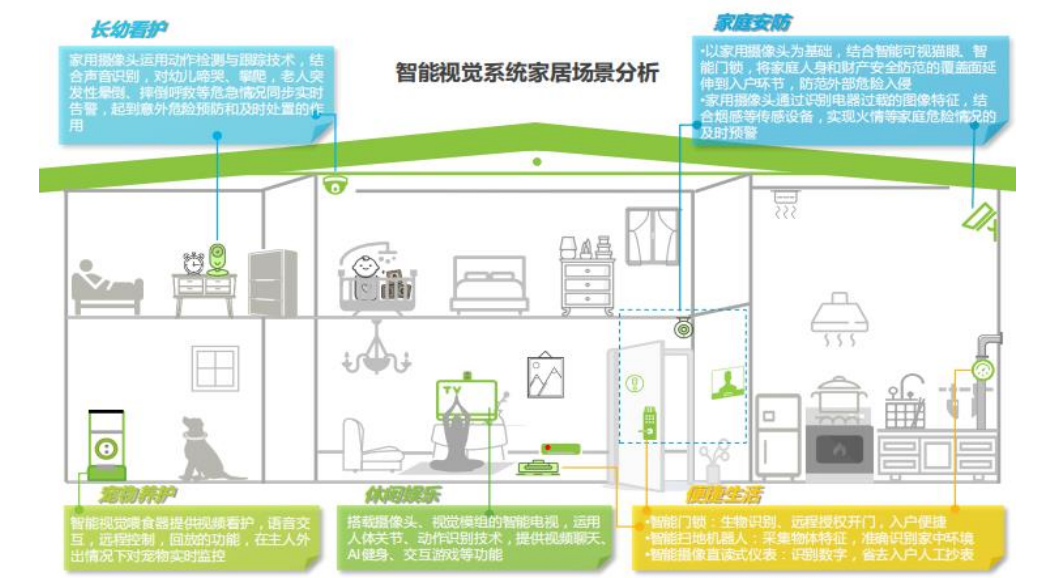 长幼看护
家用摄像头运用动作检测与跟踪技术，结
合声音识别，对幼儿啼哭、攀爬，老人突
发性晕倒、摔倒呼救等危急情况同步实时
告警，起到意外危险预防和及时处置的作
用
智能视觉系统家居场景分析
家庭安防
•以家用摄像头为基础，结合智能可视猫眼、智
能门锁，将家庭人身和财产安全防范的覆盖面延
伸到入户环节，防范外部危险入侵
•家用摄像头通过识别电器过载的图像特征，结
合烟感等传感设备，实现火情等家庭危险情况的
及时预警
TV
宠物养护
智能视觉喂食器提供视频看护，语音交
互，远程控制，回放的功能，在主人外
出情况下对宠物实时监控
休闲娱乐
搭载摄像头、视觉模组的智能电视，运用
人体关节、动作识别技术，提供视频聊天、
AI健身、交互游戏等功能
便捷生活
•智能门锁：生物识别、远程授权开门，入户便捷
•智能扫地机器人：采集物体特征，准确识别家中环境
•智能摄像直读式仪表：识别数字，省去入户人工抄表